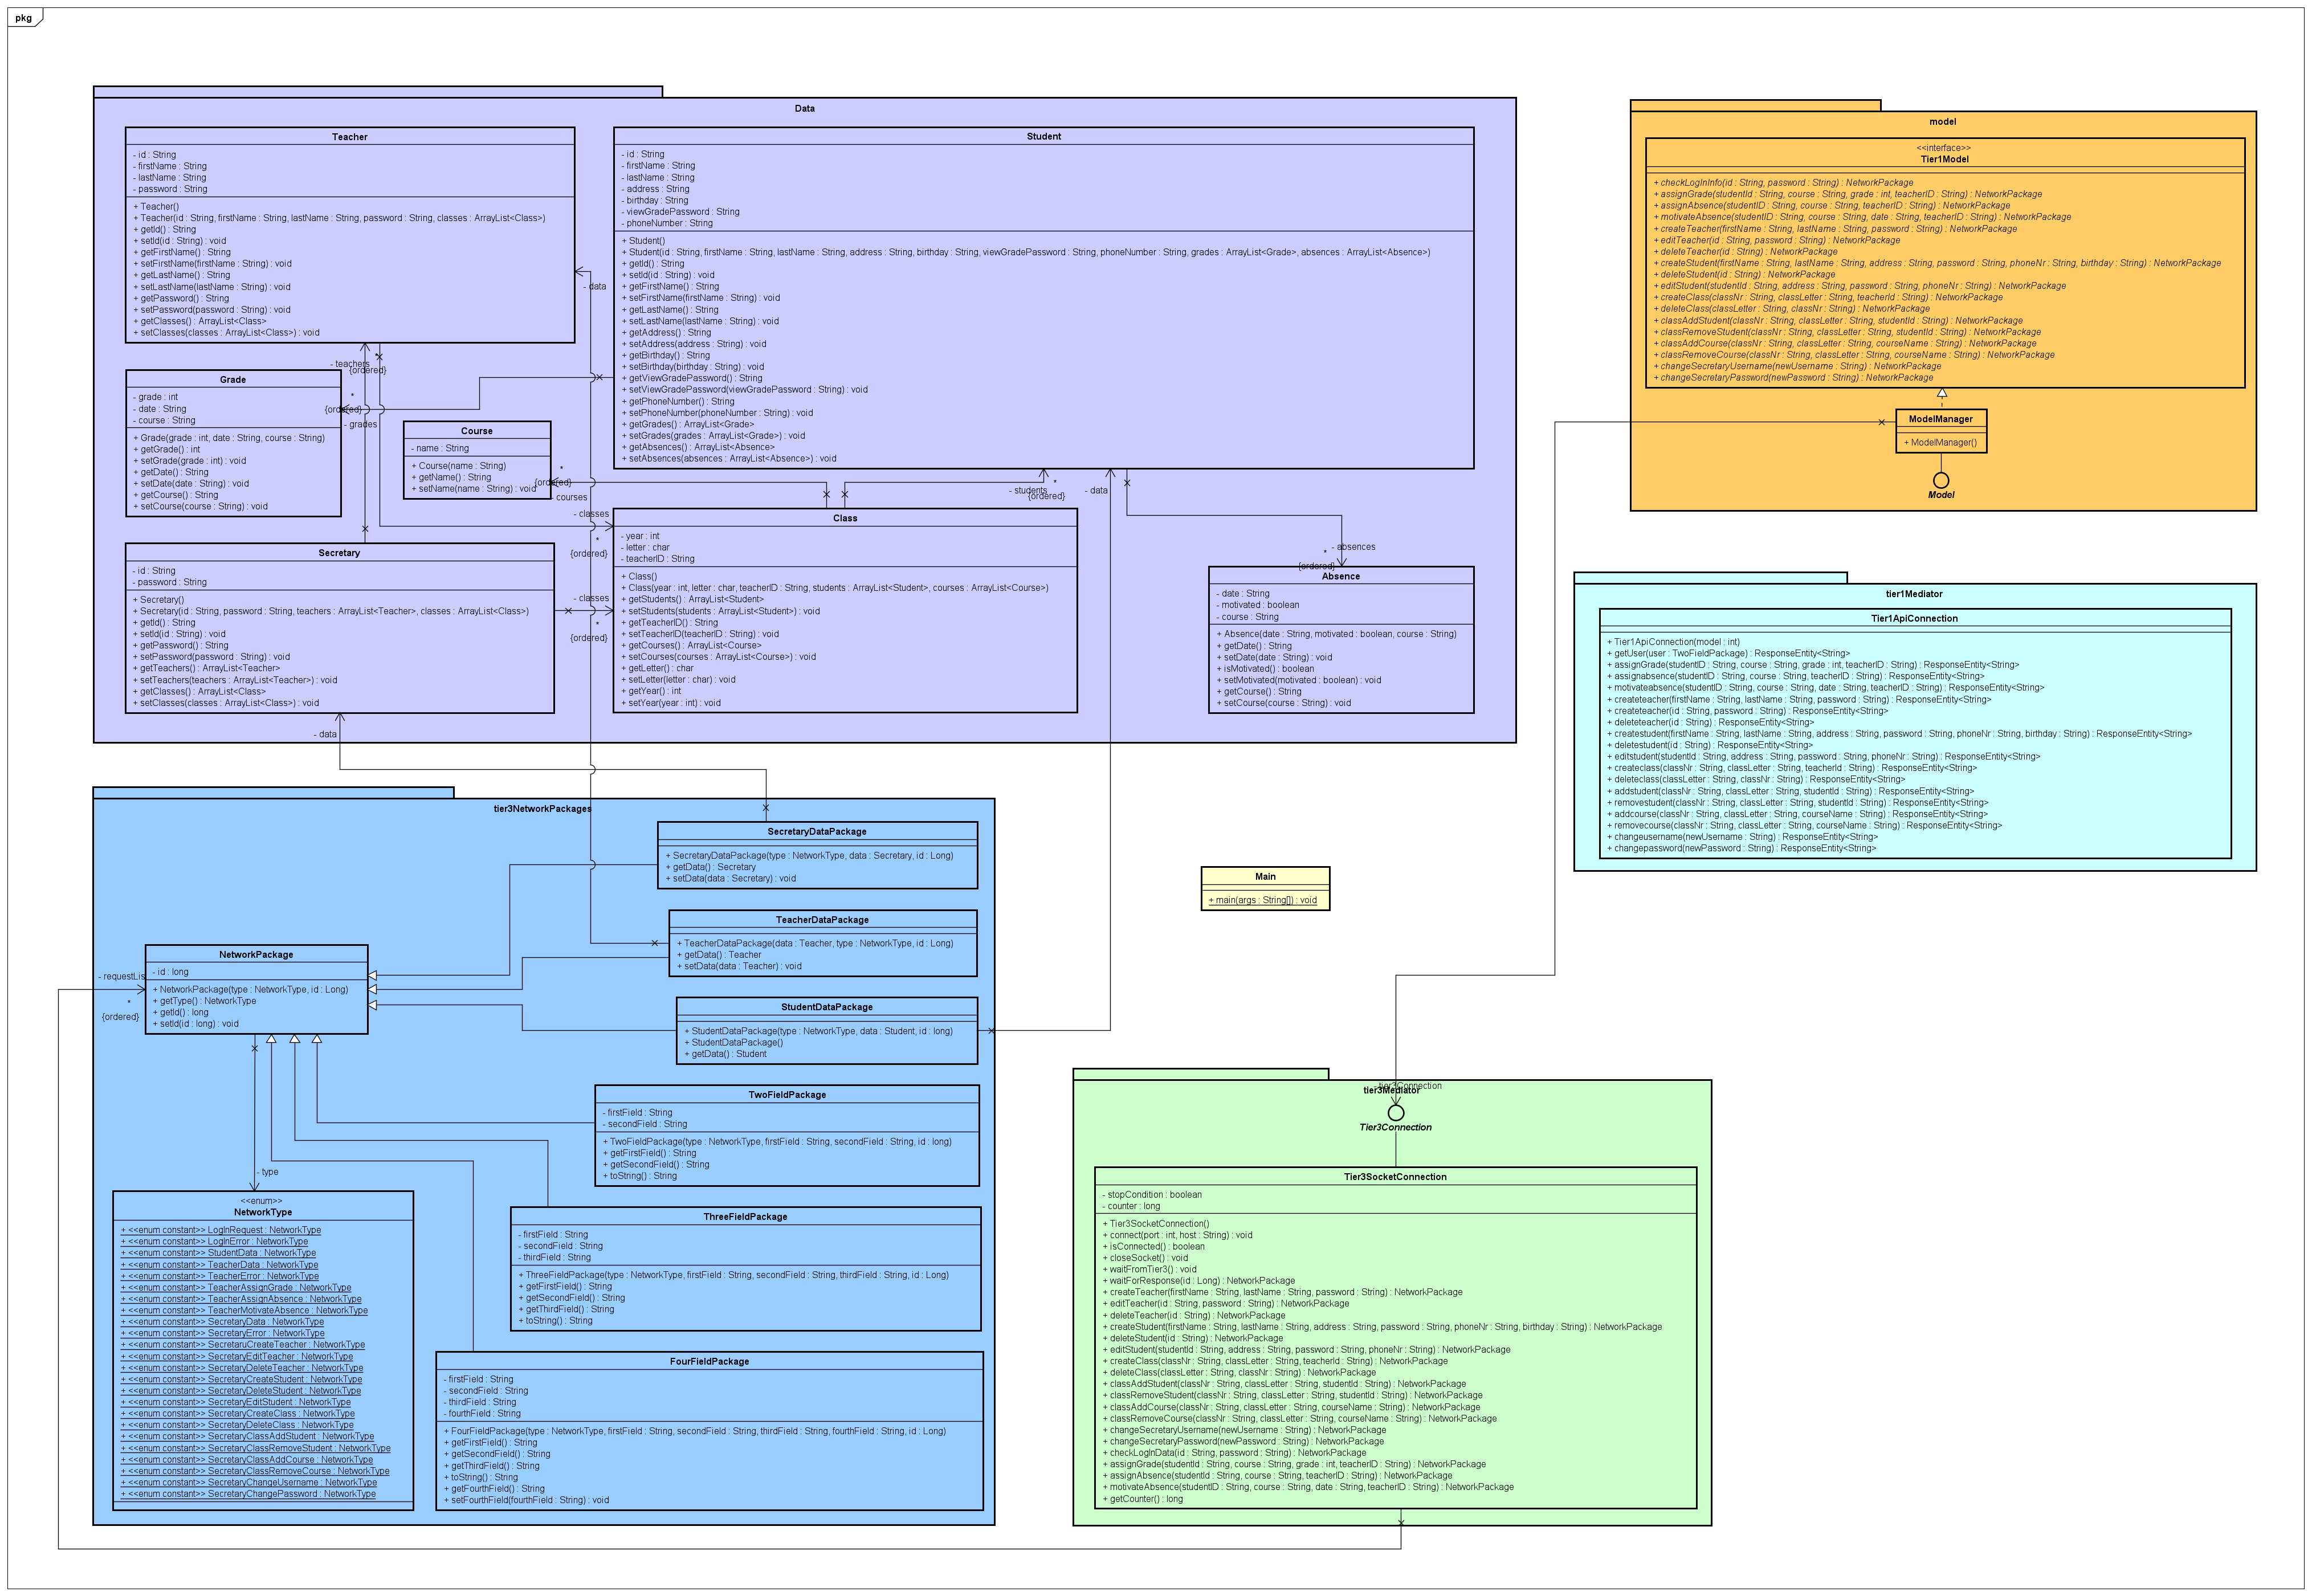 pkg
Data
Teacher
- id : String
- firstName : String
- lastName : String
- password : String
+ Teacher()
+ Teacher(id : String, firstName : String, lastName : String, password : String, classes : ArrayList<Class>)
+ getId() : String
+ setId(id : String) : void
+ getFirstName() : String
+ setFirstName(firstName : String) : void
+ getLastName() : String
+ setLastName(lastName : String) : void
+ getPassword() : String
+ setPassword(password : String) : void
+ getClasses() : ArrayList<Class>
+ setClasses(classes : ArrayList<Class>) : void
Student
- id : String
- firstName : String
- lastName : String
- address : String
- birthday : String
- viewGradePassword : String
- phoneNumber : String
+ Student()
+ Student(id : String, firstName : String, lastName : String, address : String, birthday : String, viewGradePassword : String, phoneNumber : String, grades : ArrayList<Grade>, absences : ArrayList<Absence>)
+ getId() : String
+ setId(id : String) : void
+ getFirstName() : String
+ setFirstName(firstName : String) : void
+ getLastName() : String
+ setLastName(lastName : String) : void
+ getAddress() : String
+ setAddress(address : String) : void
+ getBirthday() : String
+ setBirthday(birthday : String) : void
+ getViewGradePassword() : String
+ setViewGradePassword(viewGradePassword : String) : void
+ getPhoneNumber() : String
+ setPhoneNumber(phoneNumber : String) : void
+ getGrades() : ArrayList<Grade>
+ setGrades(grades : ArrayList<Grade>) : void
+ getAbsences() : ArrayList<Absence>
+ setAbsences(absences : ArrayList<Absence>) : void
- data
- teachers
*
{ordered}
Grade
- grade : int
- date : String
- course : String
+ Grade(grade : int, date : String, course : String)
+ getGrade() : int
+ setGrade(grade : int) : void
+ getDate() : String
+ setDate(date : String) : void
+ getCourse() : String
+ setCourse(course : String) : void
*
{ordered}
- grades
Course
- name : String
+ Course(name : String)
+ getName() : String
+ setName(name : String) : void
*
{ordered}
- courses
- students
*
{ordered}
- data
- classes
*
{ordered}
Class
- year : int
- letter : char
- teacherID : String
+ Class()
+ Class(year : int, letter : char, teacherID : String, students : ArrayList<Student>, courses : ArrayList<Course>)
+ getStudents() : ArrayList<Student>
+ setStudents(students : ArrayList<Student>) : void
+ getTeacherID() : String
+ setTeacherID(teacherID : String) : void
+ getCourses() : ArrayList<Course>
+ setCourses(courses : ArrayList<Course>) : void
+ getLetter() : char
+ setLetter(letter : char) : void
+ getYear() : int
+ setYear(year : int) : void
Secretary
- id : String
- password : String
+ Secretary()
+ Secretary(id : String, password : String, teachers : ArrayList<Teacher>, classes : ArrayList<Class>)
+ getId() : String
+ setId(id : String) : void
+ getPassword() : String
+ setPassword(password : String) : void
+ getTeachers() : ArrayList<Teacher>
+ setTeachers(teachers : ArrayList<Teacher>) : void
+ getClasses() : ArrayList<Class>
+ setClasses(classes : ArrayList<Class>) : void
- classes
*
{ordered}
- absences
*
{ordered}
Absence
- date : String
- motivated : boolean
- course : String
+ Absence(date : String, motivated : boolean, course : String)
+ getDate() : String
+ setDate(date : String) : void
+ isMotivated() : boolean
+ setMotivated(motivated : boolean) : void
+ getCourse() : String
+ setCourse(course : String) : void
- data
model
<<interface>>
Tier1Model
+ checkLogInInfo(id : String, password : String) : NetworkPackage
+ assignGrade(studentId : String, course : String, grade : int, teacherID : String) : NetworkPackage
+ assignAbsence(studentID : String, course : String, teacherID : String) : NetworkPackage
+ motivateAbsence(studentID : String, course : String, date : String, teacherID : String) : NetworkPackage
+ createTeacher(firstName : String, lastName : String, password : String) : NetworkPackage
+ editTeacher(id : String, password : String) : NetworkPackage
+ deleteTeacher(id : String) : NetworkPackage
+ createStudent(firstName : String, lastName : String, address : String, password : String, phoneNr : String, birthday : String) : NetworkPackage
+ deleteStudent(id : String) : NetworkPackage
+ editStudent(studentId : String, address : String, password : String, phoneNr : String) : NetworkPackage
+ createClass(classNr : String, classLetter : String, teacherId : String) : NetworkPackage
+ deleteClass(classLetter : String, classNr : String) : NetworkPackage
+ classAddStudent(classNr : String, classLetter : String, studentId : String) : NetworkPackage
+ classRemoveStudent(classNr : String, classLetter : String, studentId : String) : NetworkPackage
+ classAddCourse(classNr : String, classLetter : String, courseName : String) : NetworkPackage
+ classRemoveCourse(classNr : String, classLetter : String, courseName : String) : NetworkPackage
+ changeSecretaryUsername(newUsername : String) : NetworkPackage
+ changeSecretaryPassword(newPassword : String) : NetworkPackage
ModelManager
+ ModelManager()
Model
tier1Mediator
Tier1ApiConnection
+ Tier1ApiConnection(model : int)
+ getUser(user : TwoFieldPackage) : ResponseEntity<String>
+ assignGrade(studentID : String, course : String, grade : int, teacherID : String) : ResponseEntity<String>
+ assignabsence(studentID : String, course : String, teacherID : String) : ResponseEntity<String>
+ motivateabsence(studentID : String, course : String, date : String, teacherID : String) : ResponseEntity<String>
+ createteacher(firstName : String, lastName : String, password : String) : ResponseEntity<String>
+ createteacher(id : String, password : String) : ResponseEntity<String>
+ deleteteacher(id : String) : ResponseEntity<String>
+ createstudent(firstName : String, lastName : String, address : String, password : String, phoneNr : String, birthday : String) : ResponseEntity<String>
+ deletestudent(id : String) : ResponseEntity<String>
+ editstudent(studentId : String, address : String, password : String, phoneNr : String) : ResponseEntity<String>
+ createclass(classNr : String, classLetter : String, teacherId : String) : ResponseEntity<String>
+ deleteclass(classLetter : String, classNr : String) : ResponseEntity<String>
+ addstudent(classNr : String, classLetter : String, studentId : String) : ResponseEntity<String>
+ removestudent(classNr : String, classLetter : String, studentId : String) : ResponseEntity<String>
+ addcourse(classNr : String, classLetter : String, courseName : String) : ResponseEntity<String>
+ removecourse(classNr : String, classLetter : String, courseName : String) : ResponseEntity<String>
+ changeusername(newUsername : String) : ResponseEntity<String>
+ changepassword(newPassword : String) : ResponseEntity<String>
tier3NetworkPackages
SecretaryDataPackage
+ SecretaryDataPackage(type : NetworkType, data : Secretary, id : Long)
+ getData() : Secretary
+ setData(data : Secretary) : void
TeacherDataPackage
+ TeacherDataPackage(data : Teacher, type : NetworkType, id : Long)
+ getData() : Teacher
+ setData(data : Teacher) : void
StudentDataPackage
+ StudentDataPackage(type : NetworkType, data : Student, id : long)
+ StudentDataPackage()
+ getData() : Student
NetworkPackage
- id : long
+ NetworkPackage(type : NetworkType, id : Long)
+ getType() : NetworkType
+ getId() : long
+ setId(id : long) : void
- requestLis
*
{ordered}
- type
TwoFieldPackage
- firstField : String
- secondField : String
+ TwoFieldPackage(type : NetworkType, firstField : String, secondField : String, id : long)
+ getFirstField() : String
+ getSecondField() : String
+ toString() : String
ThreeFieldPackage
- firstField : String
- secondField : String
- thirdField : String
+ ThreeFieldPackage(type : NetworkType, firstField : String, secondField : String, thirdField : String, id : Long)
+ getFirstField() : String
+ getSecondField() : String
+ getThirdField() : String
+ toString() : String
FourFieldPackage
- firstField : String
- secondField : String
- thirdField : String
- fourthField : String
+ FourFieldPackage(type : NetworkType, firstField : String, secondField : String, thirdField : String, fourthField : String, id : Long)
+ getFirstField() : String
+ getSecondField() : String
+ getThirdField() : String
+ toString() : String
+ getFourthField() : String
+ setFourthField(fourthField : String) : void
<<enum>>
NetworkType
+ <<enum constant>> LogInRequest : NetworkType
+ <<enum constant>> LogInError : NetworkType
+ <<enum constant>> StudentData : NetworkType
+ <<enum constant>> TeacherData : NetworkType
+ <<enum constant>> TeacherError : NetworkType
+ <<enum constant>> TeacherAssignGrade : NetworkType
+ <<enum constant>> TeacherAssignAbsence : NetworkType
+ <<enum constant>> TeacherMotivateAbsence : NetworkType
+ <<enum constant>> SecretaryData : NetworkType
+ <<enum constant>> SecretaryError : NetworkType
+ <<enum constant>> SecretaruCreateTeacher : NetworkType
+ <<enum constant>> SecretaryEditTeacher : NetworkType
+ <<enum constant>> SecretaryDeleteTeacher : NetworkType
+ <<enum constant>> SecretaryCreateStudent : NetworkType
+ <<enum constant>> SecretaryDeleteStudent : NetworkType
+ <<enum constant>> SecretaryEditStudent : NetworkType
+ <<enum constant>> SecretaryCreateClass : NetworkType
+ <<enum constant>> SecretaryDeleteClass : NetworkType
+ <<enum constant>> SecretaryClassAddStudent : NetworkType
+ <<enum constant>> SecretaryClassRemoveStudent : NetworkType
+ <<enum constant>> SecretaryClassAddCourse : NetworkType
+ <<enum constant>> SecretaryClassRemoveCourse : NetworkType
+ <<enum constant>> SecretaryChangeUsername : NetworkType
+ <<enum constant>> SecretaryChangePassword : NetworkType
Main
+ main(args : String[]) : void
- tier3Connection
tier3Mediator
Tier3Connection
Tier3SocketConnection
- stopCondition : boolean
- counter : long
+ Tier3SocketConnection()
+ connect(port : int, host : String) : void
+ isConnected() : boolean
+ closeSocket() : void
+ waitFromTier3() : void
+ waitForResponse(id : Long) : NetworkPackage
+ createTeacher(firstName : String, lastName : String, password : String) : NetworkPackage
+ editTeacher(id : String, password : String) : NetworkPackage
+ deleteTeacher(id : String) : NetworkPackage
+ createStudent(firstName : String, lastName : String, address : String, password : String, phoneNr : String, birthday : String) : NetworkPackage
+ deleteStudent(id : String) : NetworkPackage
+ editStudent(studentId : String, address : String, password : String, phoneNr : String) : NetworkPackage
+ createClass(classNr : String, classLetter : String, teacherId : String) : NetworkPackage
+ deleteClass(classLetter : String, classNr : String) : NetworkPackage
+ classAddStudent(classNr : String, classLetter : String, studentId : String) : NetworkPackage
+ classRemoveStudent(classNr : String, classLetter : String, studentId : String) : NetworkPackage
+ classAddCourse(classNr : String, classLetter : String, courseName : String) : NetworkPackage
+ classRemoveCourse(classNr : String, classLetter : String, courseName : String) : NetworkPackage
+ changeSecretaryUsername(newUsername : String) : NetworkPackage
+ changeSecretaryPassword(newPassword : String) : NetworkPackage
+ checkLogInData(id : String, password : String) : NetworkPackage
+ assignGrade(studentId : String, course : String, grade : int, teacherID : String) : NetworkPackage
+ assignAbsence(studentId : String, course : String, teacherID : String) : NetworkPackage
+ motivateAbsence(studentID : String, course : String, date : String, teacherID : String) : NetworkPackage
+ getCounter() : long